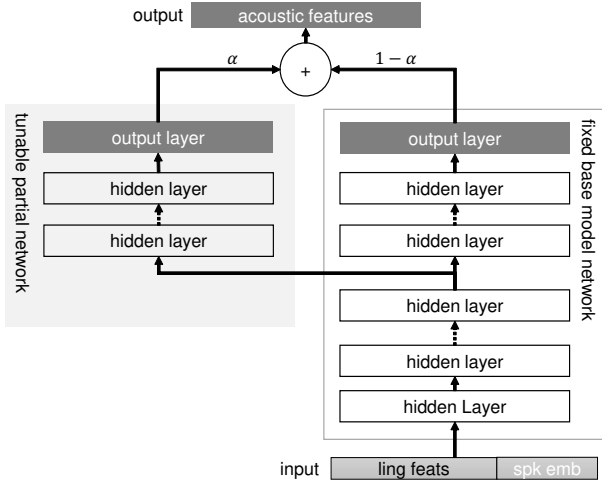 output acoustic features
α
1 − α
+
tunable partial network
output layer
hidden layer
hidden layer
fixed base model network
output layer
hidden layer
hidden layer
hidden layer
hidden layer
hidden Layer
input ling feats spk emb